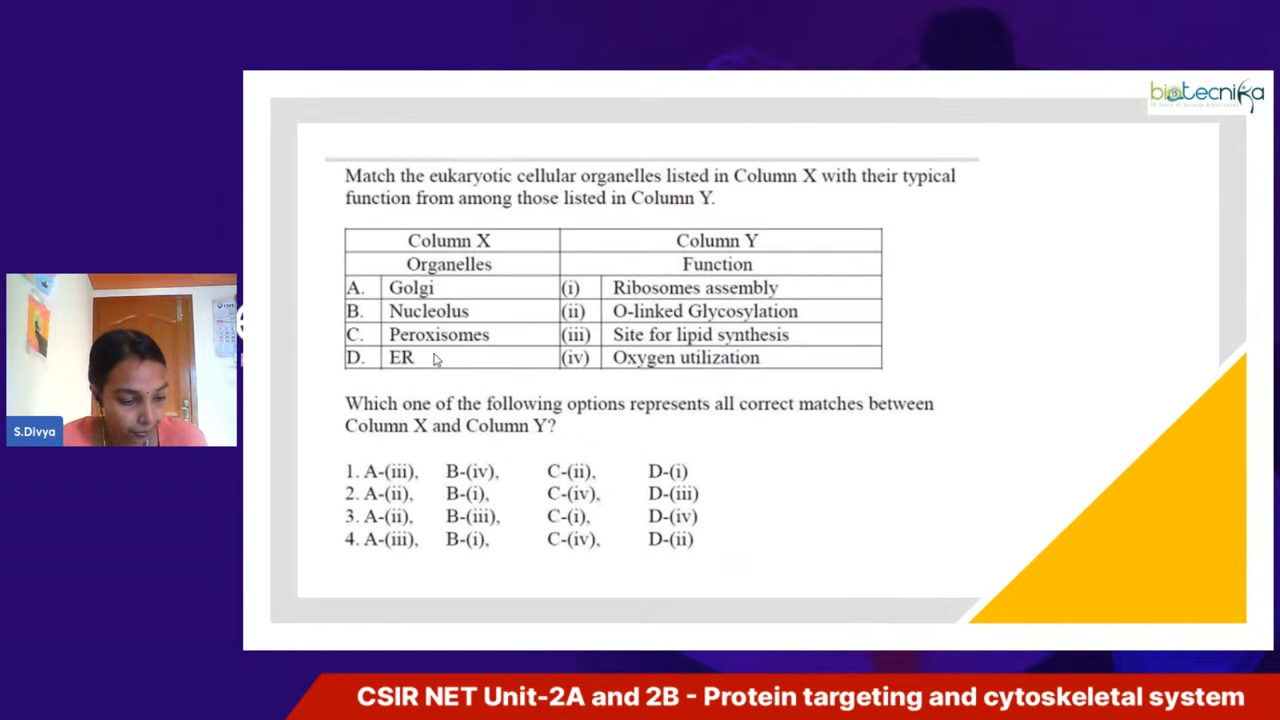 biotecnika
Match the eukaryotic cellular organelles listed in Column X with their typical
function from among those listed in Column Y.
Column X Column Y
Organelles Function
A. Golgi (i) Ribosomes assembly
B. Nucleolus (ii) O-linked Glycosylation
C. Peroxisomes (iii) Site for lipid synthesis
D. ER (iv) Oxygen utilization
Which one of the following options represents all correct matches between
Column X and Column Y?
1. A-(iii), B-(iv), C-(ii), D-(i)
2. A-(ii), B-(i), C-(iv), D-(iii)
3. A-(ii), B-(iii), C-(i), D-(iv)
4. A-(iii), B-(i), C-(iv), D-(ii)
S.Divya
CSIR NET Unit-2A and 2B - Protein targeting and cytoskeletal system